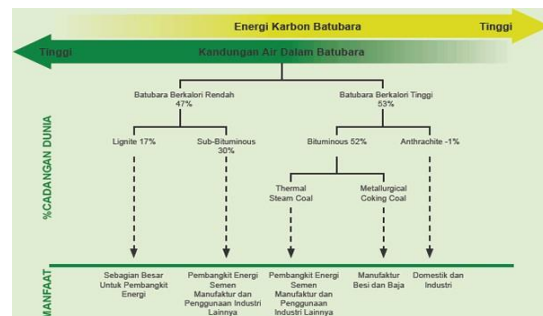 Energi Karbon Batubara
Tinggi
Tinggi
Kandungan Air Dalam Batubara
Batubara Berkalori Rendah
47%
Batubara Berkalori Tinggi
53%
%CADANGAN DUNIA
Lignite 17%
Sub-Bituminous
30%
Bituminous 52%
Anthrachite -1%
Thermal
Steam Coal
Metallurgical
Coking Coal
MANFAAT
Sebagian Besar
Untuk Pembangkit
Energi
Pembangkit Energi
Semen
Manufaktur dan
Penggunaan Industri
Lainnya
Pembangkit Energi
Semen
Manufaktur dan
Penggunaan
Industri Lainnya
Manufaktur
Besi dan Baja
Domestik dan
Industri